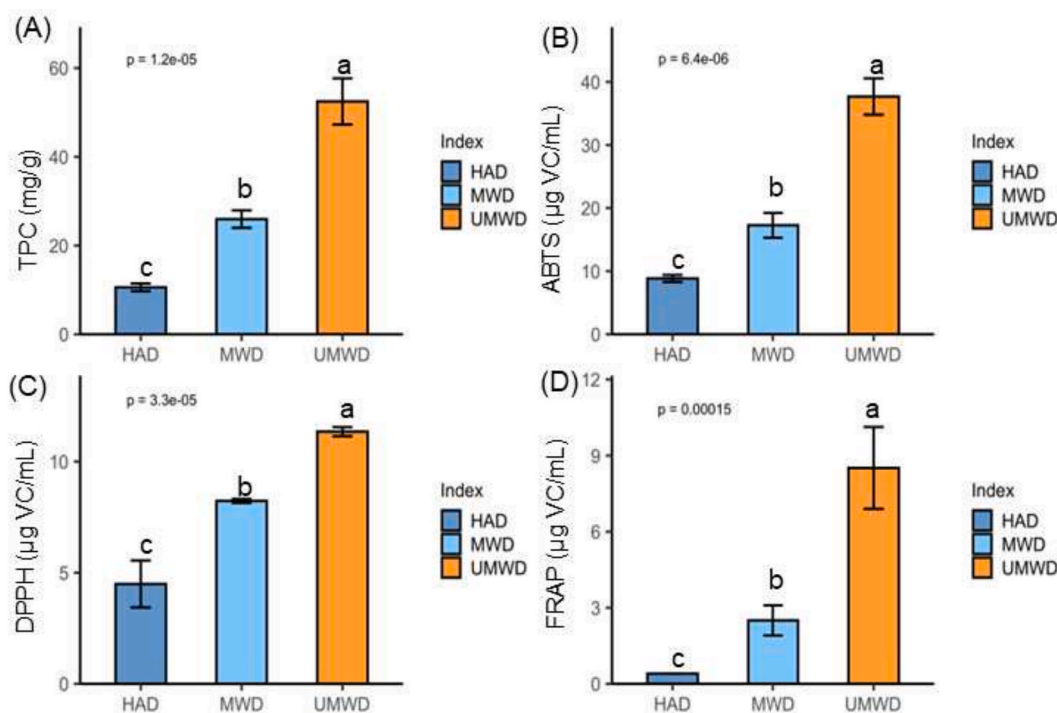 (A)
p = 1.2e-05
TPC (mg/g)
60
40
20
0
c
b
a
HAD
MWD
UMWD
Index
HAD
MWD
UMWD
(B)
p = 6.4e-06
ABTS (µg VC/mL)
40
30
20
10
0
c
b
a
HAD
MWD
UMWD
Index
HAD
MWD
UMWD
(C)
p = 3.3e-05
DPPH (µg VC/mL)
10
5
0
c
b
a
HAD
MWD
UMWD
Index
HAD
MWD
UMWD
(D)
p = 0.00015
FRAP (µg VC/mL)
12
9
6
3
0
c
b
a
HAD
MWD
UMWD
Index
HAD
MWD
UMWD